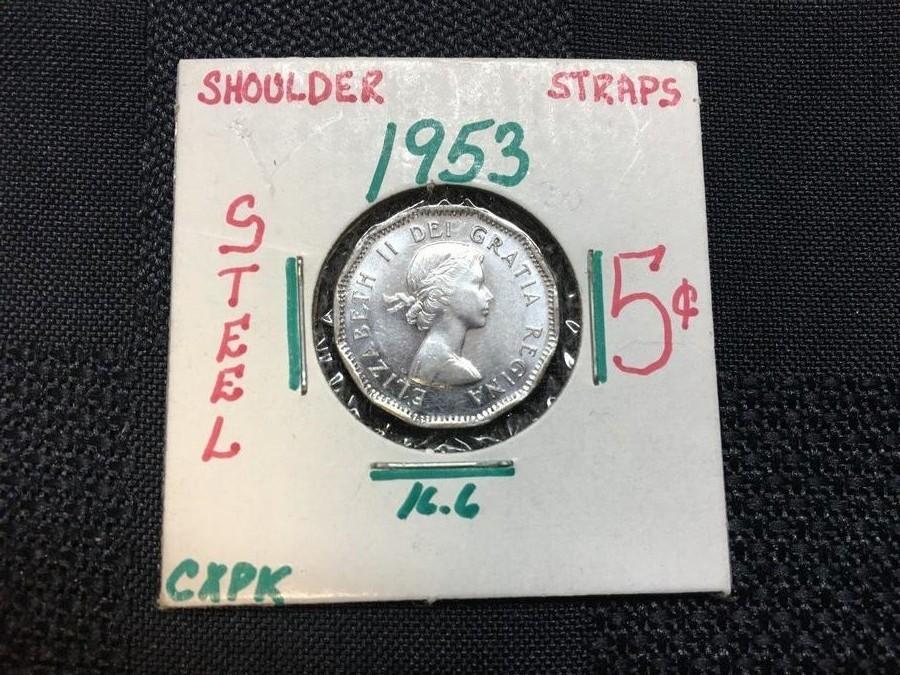 SHOULDER STRAPS
1953
STEEL
ELIZABETH II DEI GRATIA REGINA
5¢
16.6
CXPK